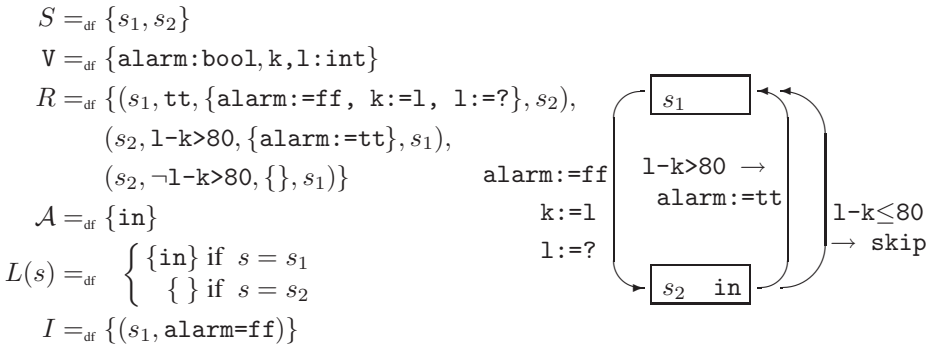 S =df {s1, s2}
V =df {alarm:bool, k,l:int}
R =df {(s1, tt, {alarm:=ff, k:=l, l:=?}, s2),
(s2, l-k>80, {alarm:=tt}, s1),
(s2, ¬l-k>80, {}, s1)}
A =df {in}
L(s) =df { {in} if s = s1
{ } if s = s2
I =df {(s1, alarm=ff)}
s1
alarm:=ff
k:=l
l:=?
l-k>80 →
alarm:=tt
l-k≤80
→ skip
s2 in